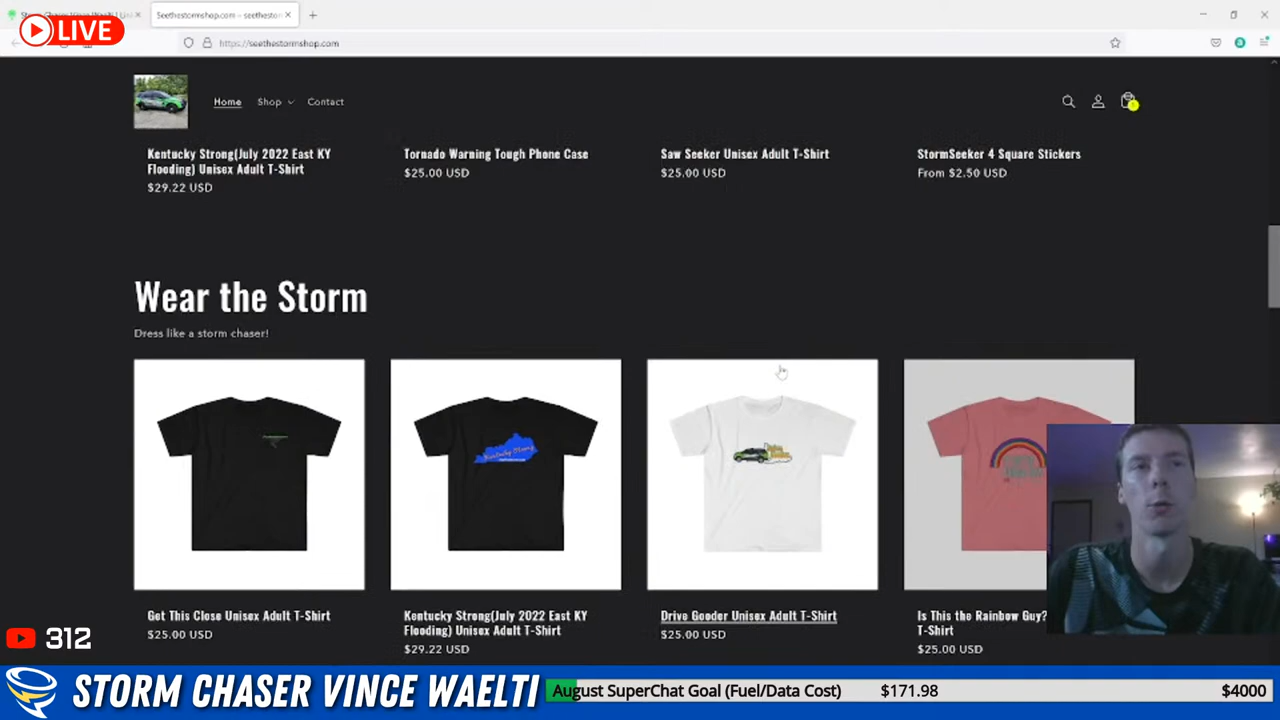 LIVE
Seethestormshop.com – seethestor
https://seethestormshop.com
Home Shop Contact
Kentucky Strong(July 2022 East KY
Flooding) Unisex Adult T-Shirt
$29.22 USD
Tornado Warning Tough Phone Case
$25.00 USD
Saw Seeker Unisex Adult T-Shirt
$25.00 USD
StormSeeker 4 Square Stickers
From $2.50 USD
Wear the Storm
Dress like a storm chaser!
Kentucky Strong
Get This Close Unisex Adult T-Shirt
$25.00 USD
Kentucky Strong(July 2022 East KY
Flooding) Unisex Adult T-Shirt
$29.22 USD
Drive Gooder Unisex Adult T-Shirt
$25.00 USD
Is This the Rainbow Guy?
T-Shirt
$25.00 USD
312
STORM CHASER VINCE WAELTI
August SuperChat Goal (Fuel/Data Cost) $171.98 $4000